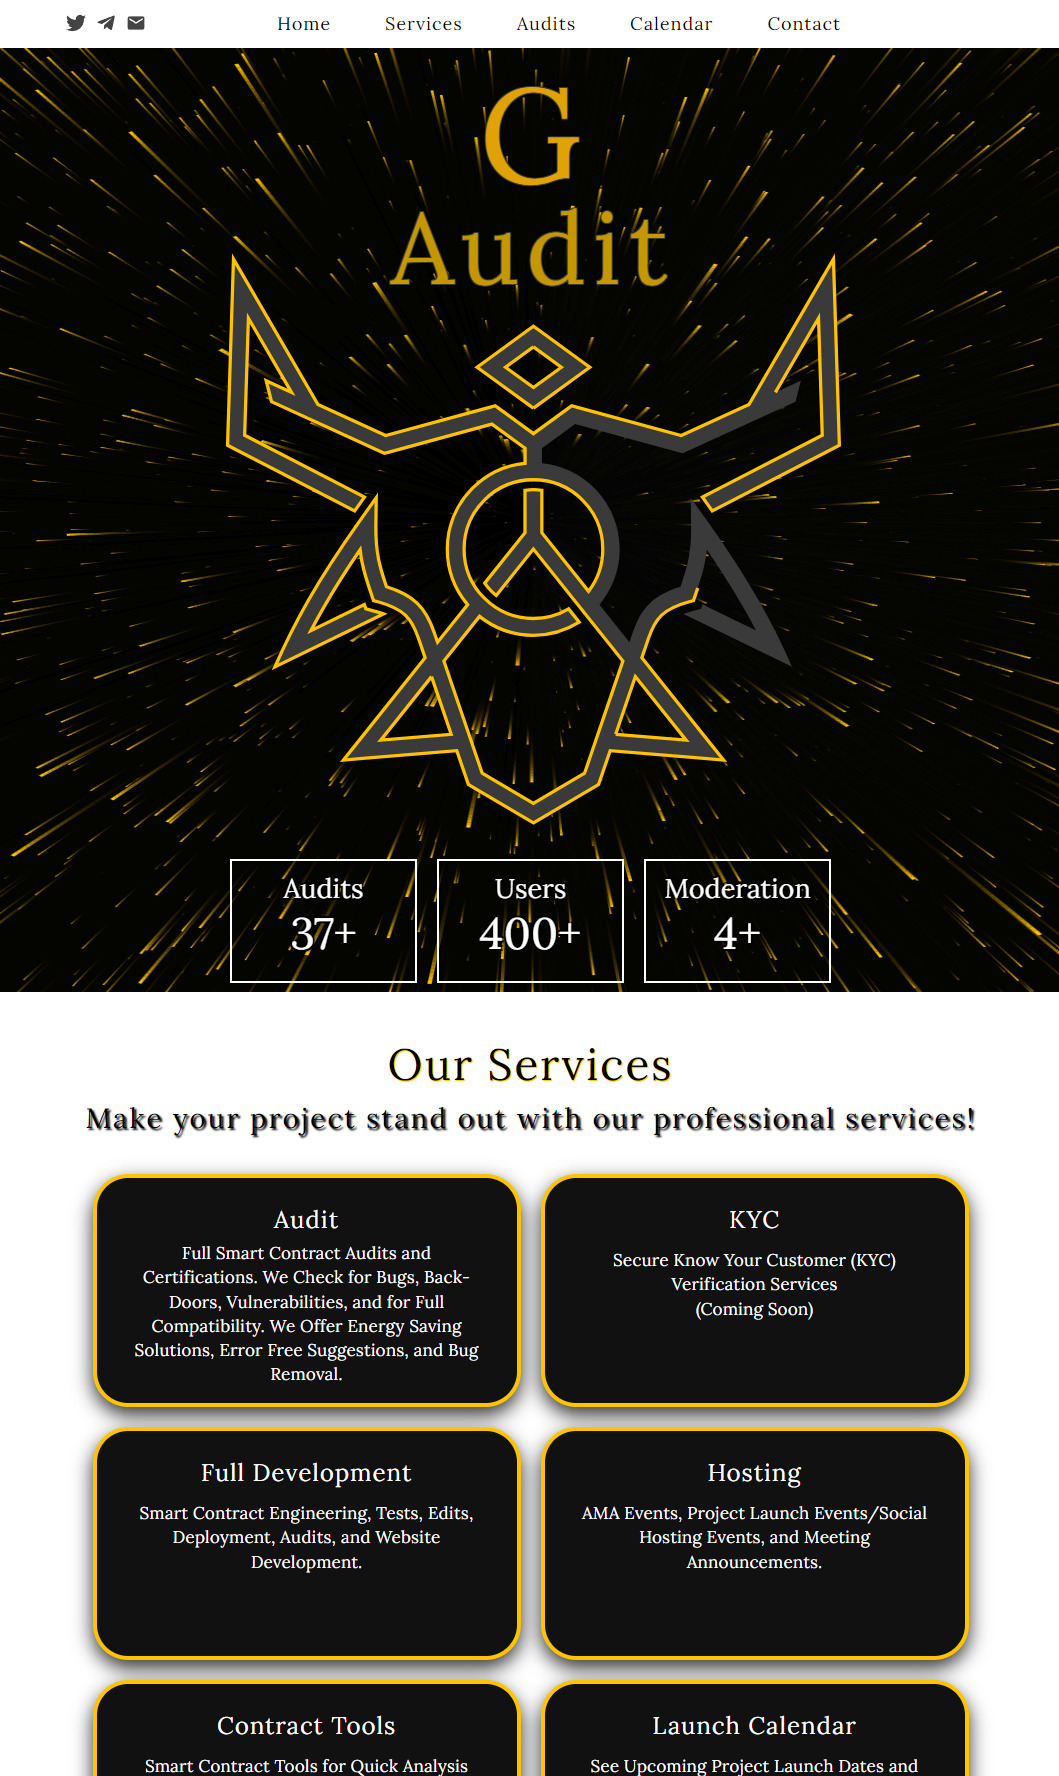 Home Services Audits Calendar Contact
G
Audit
Audits Users Moderation
37+ 400+ 4+
Our Services
Make your project stand out with our professional services!
Audit
Full Smart Contract Audits and
Certifications. We Check for Bugs, Back-
Doors, Vulnerabilities, and for Full
Compatibility. We Offer Energy Saving
Solutions, Error Free Suggestions, and Bug
Removal.
KYC
Secure Know Your Customer (KYC)
Verification Services
(Coming Soon)
Full Development
Smart Contract Engineering, Tests, Edits,
Deployment, Audits, and Website
Development.
Hosting
AMA Events, Project Launch Events/Social
Hosting Events, and Meeting
Announcements.
Contract Tools
Smart Contract Tools for Quick Analysis
Launch Calendar
See Upcoming Project Launch Dates and